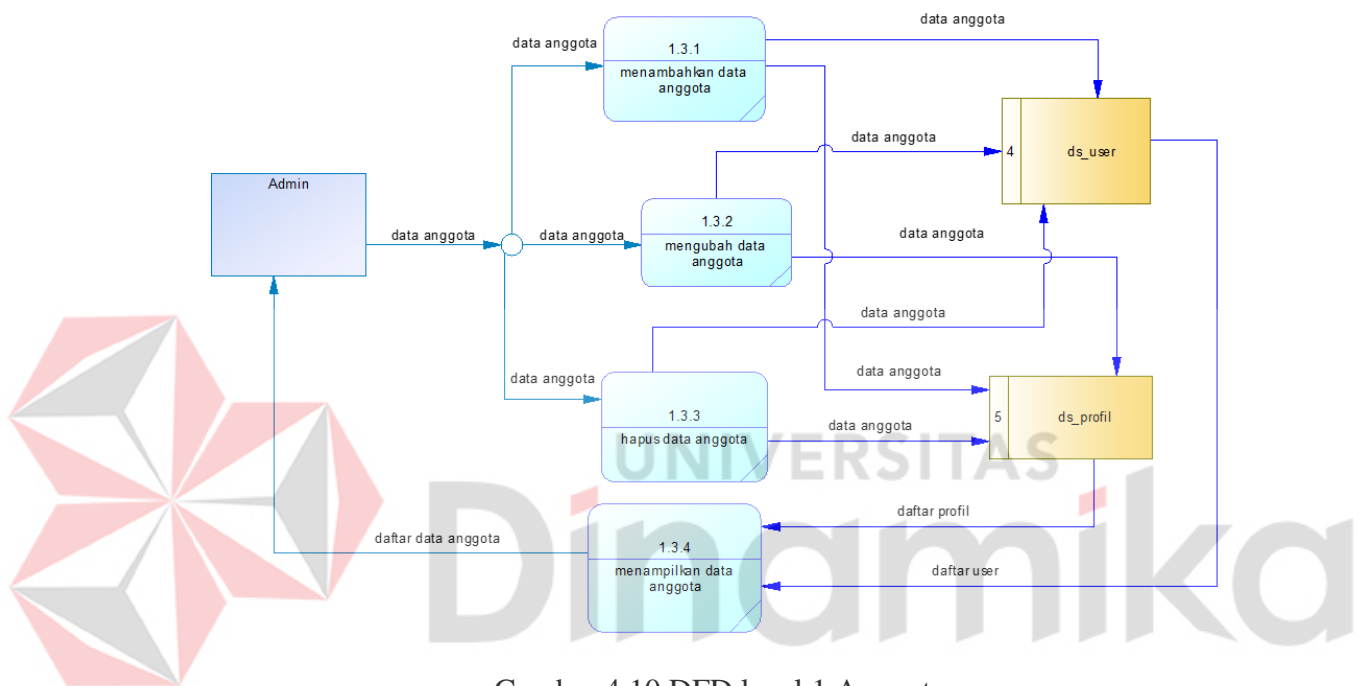 data anggota
data anggota
1.3.1
menambahkan data
anggota
data anggota
4
ds_user
Admin
1.3.2
data anggota
data anggota
mengubah data
anggota
data anggota
data anggota
data anggota
data anggota
1.3.3
hapus data anggota
data anggota
5
ds_profil
UNIVERSITAS
Dinamika
daftar profil
daftar data anggota
1.3.4
menampilkan data
anggota
daftar user